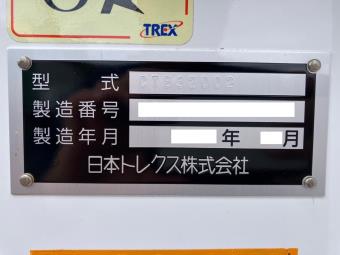 TREX
型式
製造番号
製造年月 年 月
日本トレクス株式会社